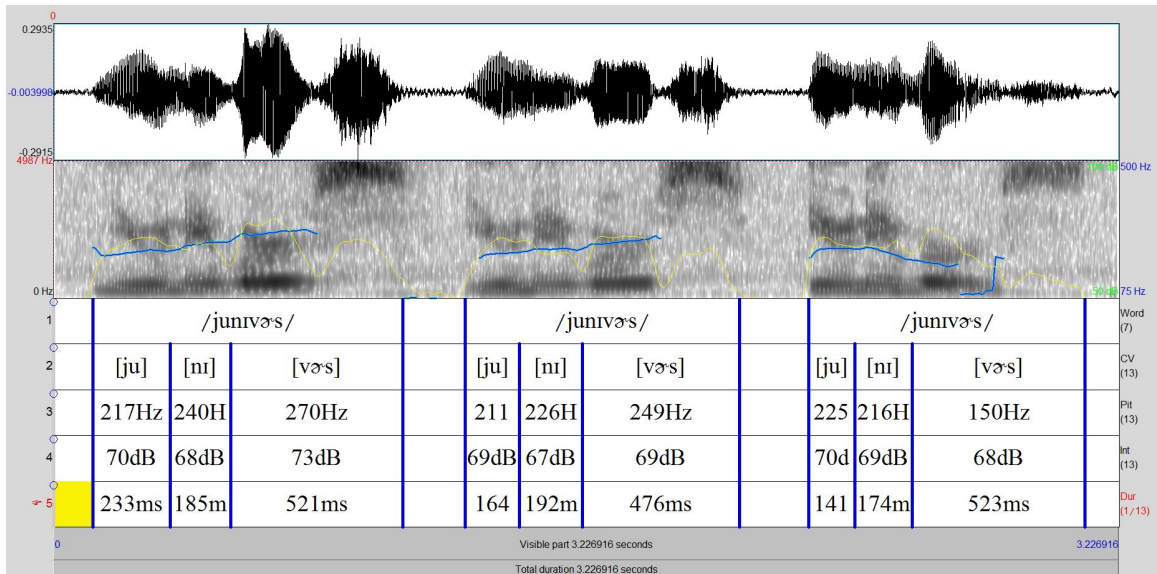 0
0.2935
-0.003998
-0.2915
4987 Hz
100 dB 500 Hz
0 Hz
50 dB 75 Hz
1 /junɪvɚs/ /junɪvɚs/ /junɪvɚs/ Word (7)
2 [ju] [nɪ] [vɚs] [ju] [nɪ] [vɚs] [ju] [nɪ] [vɚs] CV (13)
3 217Hz 240H 270Hz 211 226H 249Hz 225 216H 150Hz Pit (13)
4 70dB 68dB 73dB 69dB 67dB 69dB 70d 69dB 68dB Int (13)
5 233ms 185m 521ms 164 192m 476ms 141 174m 523ms Dur (1/13)
0 Visible part 3.226916 seconds 3.226916
Total duration 3.226916 seconds